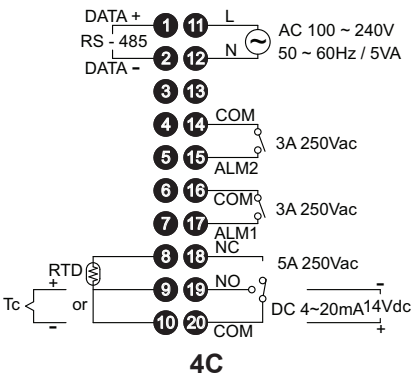 DATA + 1 11 L AC 100 ~ 240V
RS - 485
DATA - 2 12 N 50 ~ 60Hz / 5VA
3 13
4 14 COM
3A 250Vac
5 15 ALM2
6 16 COM
3A 250Vac
7 17 ALM1
8 18 NC 5A 250Vac
RTD
+ 9 19 NO -
Tc or DC 4~20mA 14Vdc
- 10 20 COM +
4C